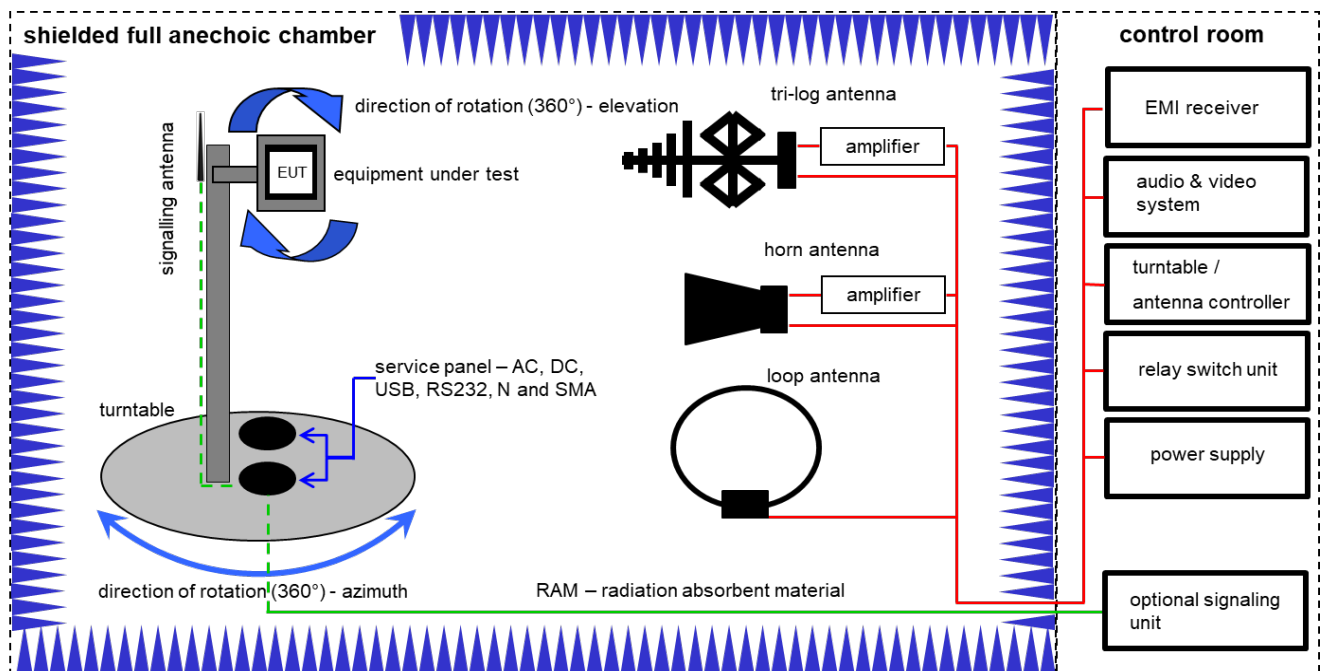 shielded full anechoic chamber
control room
direction of rotation (360°) - elevation
tri-log antenna
EMI receiver
amplifier
signalling antenna
EUT
equipment under test
audio & video
system
horn antenna
turntable /
antenna controller
amplifier
service panel – AC, DC,
USB, RS232, N and SMA
loop antenna
relay switch unit
turntable
power supply
direction of rotation (360°) - azimuth
RAM – radiation absorbent material
optional signaling
unit